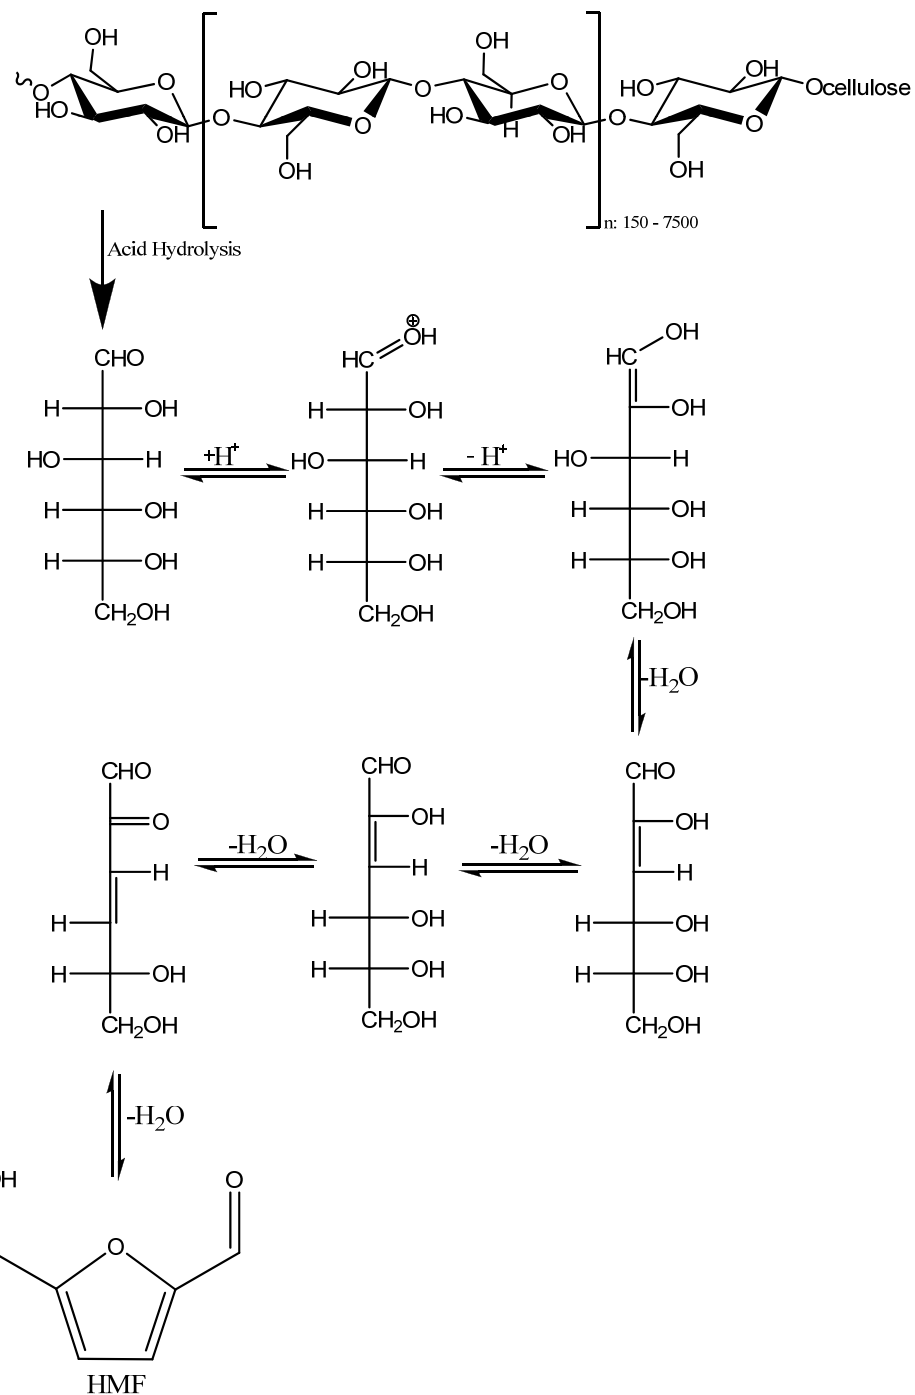 OH OH
OH OH
O O
HO O HO Ocellulose
O
HO O HO O
O O
OH H OH
OH OH
n: 150 - 7500
Acid Hydrolysis
CHO
H OH
HO H
H OH
H OH
CH2OH
+H+
⊕
HC OH
H OH
HO H
H OH
H OH
CH2OH
- H+
OH
HC
OH
HO H
H OH
H OH
CH2OH
-H2O
CHO
OH
H
H OH
H OH
CH2OH
-H2O
CHO
OH
H
H OH
H OH
CH2OH
-H2O
CHO
O
H
H
H OH
CH2OH
-H2O
O
O
HMF